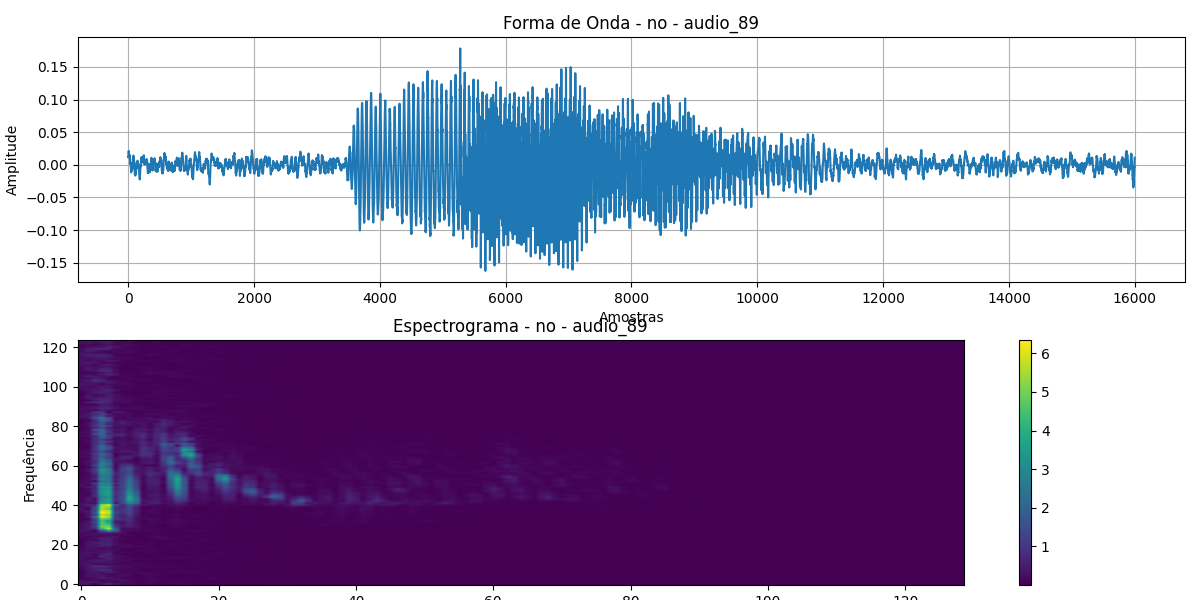 Forma de Onda - no - audio_89
Amplitude
0.15
0.10
0.05
0.00
−0.05
−0.10
−0.15
0 2000 4000 6000 8000 10000 12000 14000 16000
Amostras
Espectrograma - no - audio_89
Frequência
120
100
80
60
40
20
0
0 20 40 60 80 100 120
6
5
4
3
2
1